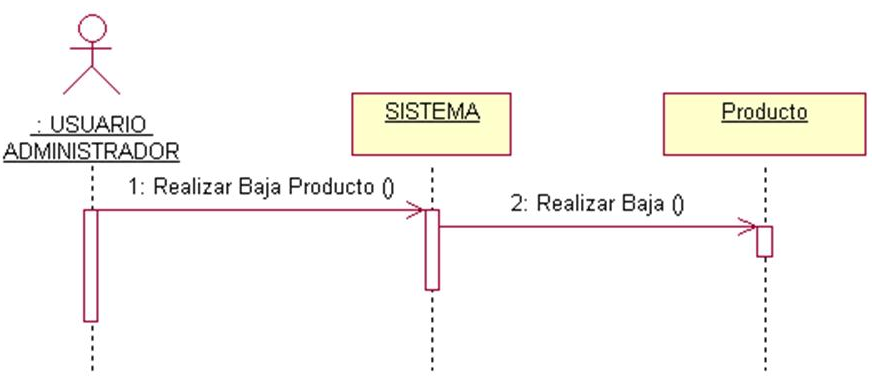 : USUARIO
ADMINISTRADOR
SISTEMA
Producto
1: Realizar Baja Producto ()
2: Realizar Baja ()